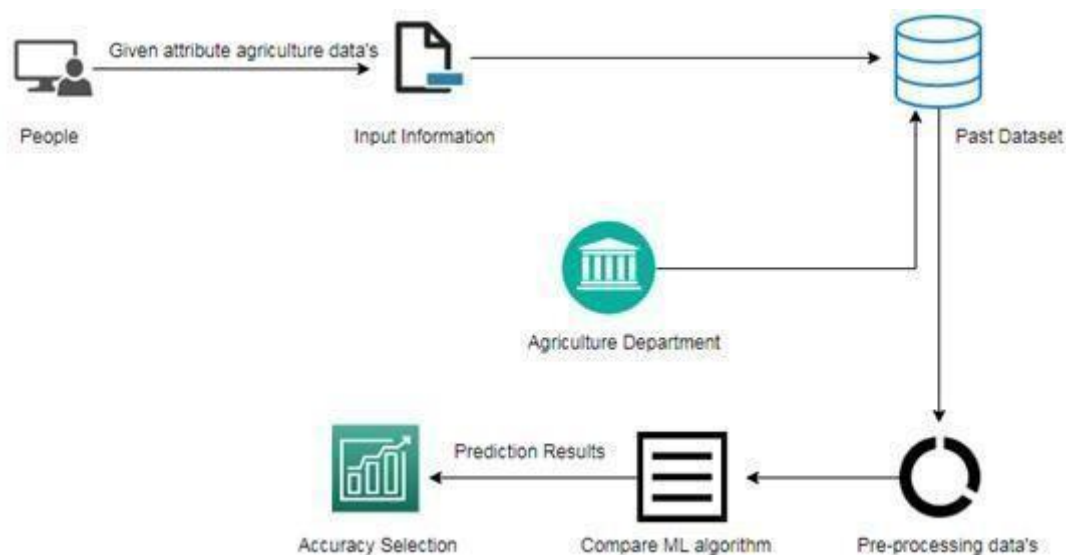 Given attribute agriculture data's
People
Input Information
Past Dataset
Agriculture Department
Prediction Results
Accuracy Selection
Compare ML algorithm
Pre-processing data's